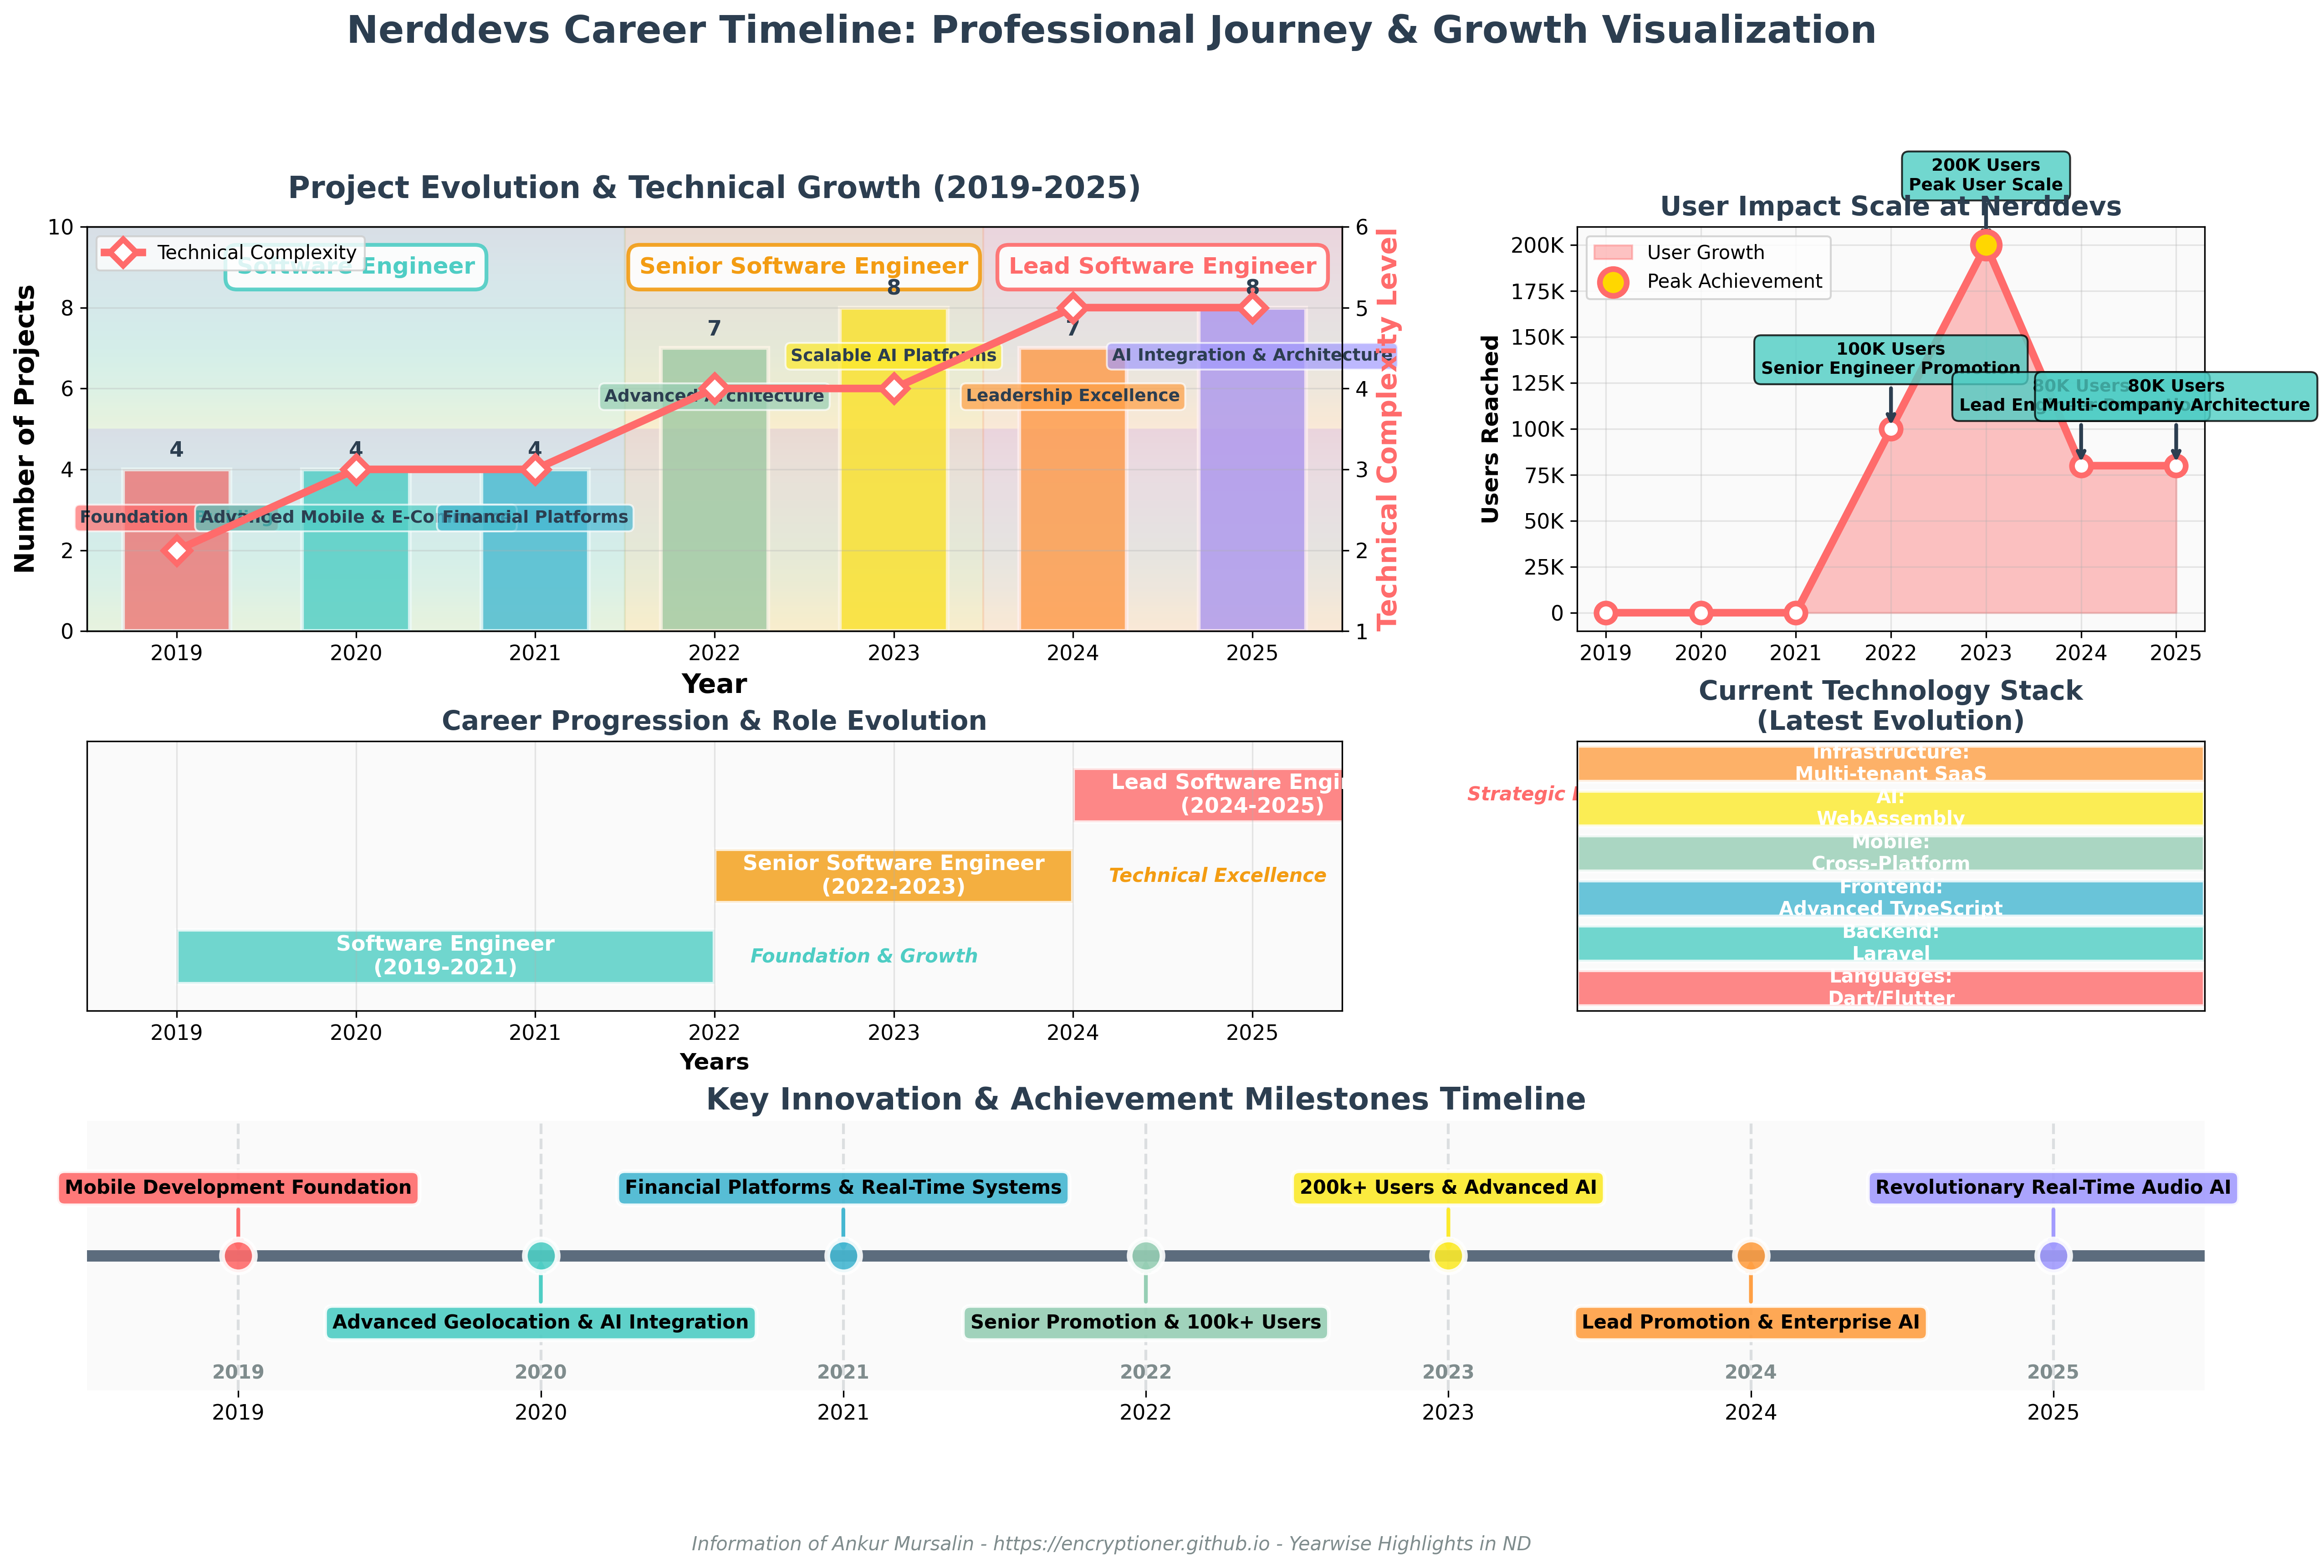 Nerddevs Career Timeline: Professional Journey & Growth Visualization
Project Evolution & Technical Growth (2019-2025)
Technical Complexity
Software Engineer
Senior Software Engineer
Lead Software Engineer
Number of Projects
10
8
6
4
2
0
4
4
4
7
8
7
8
Foundation
Advanced Mobile & E-Commerce
Financial Platforms
Advanced Architecture
Scalable AI Platforms
Leadership Excellence
AI Integration & Architecture
6
5
4
3
2
1
Technical Complexity Level
2019
2020
2021
2022
2023
2024
2025
Year
200K Users
Peak User Scale
User Impact Scale at Nerddevs
User Growth
Peak Achievement
Users Reached
200K
175K
150K
125K
100K
75K
50K
25K
0
100K Users
Senior Engineer Promotion
80K Users
Lead
80K Users
Multi-company Architecture
2019
2020
2021
2022
2023
2024
2025
Career Progression & Role Evolution
Lead Software Engi
(2024-2025)
Strategic
Senior Software Engineer
(2022-2023)
Technical Excellence
Software Engineer
(2019-2021)
Foundation & Growth
2019
2020
2021
2022
2023
2024
2025
Years
Current Technology Stack
(Latest Evolution)
Infrastructure:
Multi-tenant SaaS
AI:
WebAssembly
Mobile:
Cross-Platform
Frontend:
Advanced TypeScript
Backend:
Laravel
Languages:
Dart/Flutter
Key Innovation & Achievement Milestones Timeline
Mobile Development Foundation
Financial Platforms & Real-Time Systems
200k+ Users & Advanced AI
Revolutionary Real-Time Audio AI
Advanced Geolocation & AI Integration
Senior Promotion & 100k+ Users
Lead Promotion & Enterprise AI
2019
2020
2021
2022
2023
2024
2025
2019
2020
2021
2022
2023
2024
2025
Information of Ankur Mursalin - https://encryptioner.github.io - Yearwise Highlights in ND